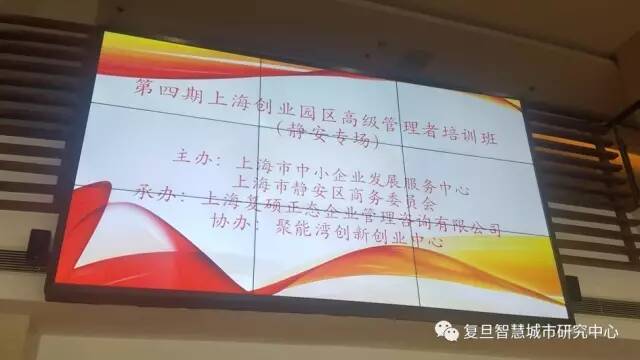 第四期上海创业园区高级管理者培训班
（静安专场）
主办：上海市中小企业发展服务中心
上海市静安区商务委员会
承办：上海复硕正态企业管理咨询有限公司
协办：聚能湾创新创业中心
复旦智慧城市研究中心